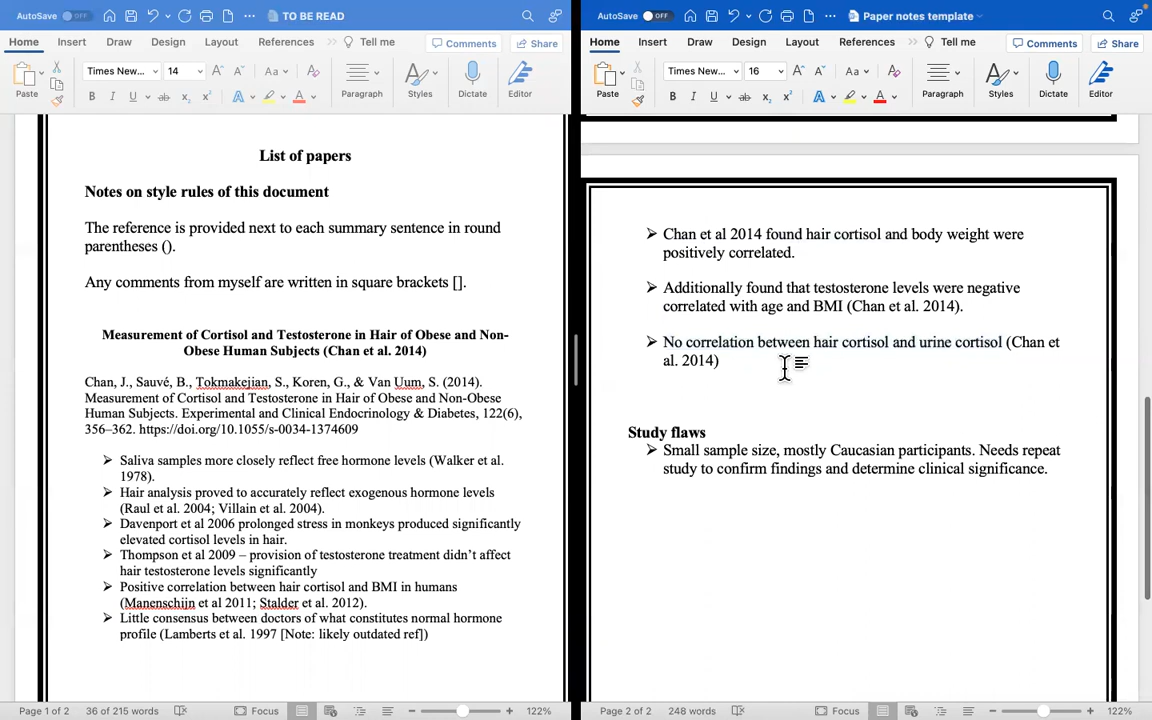 AutoSave OFF TO BE READ
Home Insert Draw Design Layout References Tell me Comments Share
Paste Times New... 14 Paragraph Styles Dictate Editor
List of papers
Notes on style rules of this document
The reference is provided next to each summary sentence in round
parentheses ().
Any comments from myself are written in square brackets [].
Measurement of Cortisol and Testosterone in Hair of Obese and Non-
Obese Human Subjects (Chan et al. 2014)
Chan, J., Sauvé, B., Tokmakejian, S., Koren, G., & Van Uum, S. (2014).
Measurement of Cortisol and Testosterone in Hair of Obese and Non-Obese
Human Subjects. Experimental and Clinical Endocrinology & Diabetes, 122(6),
356–362. https://doi.org/10.1055/s-0034-1374609
Saliva samples more closely reflect free hormone levels (Walker et al.
1978).
Hair analysis proved to accurately reflect exogenous hormone levels
(Raul et al. 2004; Villain et al. 2004).
Davenport et al 2006 prolonged stress in monkeys produced significantly
elevated cortisol levels in hair.
Thompson et al 2009 – provision of testosterone treatment didn't affect
hair testosterone levels significantly
Positive correlation between hair cortisol and BMI in humans
(Manenschijn et al 2011; Stalder et al. 2012).
Little consensus between doctors of what constitutes normal hormone
profile (Lamberts et al. 1997 [Note: likely outdated ref])
Page 1 of 2 36 of 215 words Focus 122%
AutoSave OFF Paper notes template
Home Insert Draw Design Layout References Tell me Comments Share
Paste Times New... 16 Paragraph Styles Dictate Editor
Chan et al 2014 found hair cortisol and body weight were
positively correlated.
Additionally found that testosterone levels were negative
correlated with age and BMI (Chan et al. 2014).
No correlation between hair cortisol and urine cortisol (Chan et
al. 2014)
Study flaws
Small sample size, mostly Caucasian participants. Needs repeat
study to confirm findings and determine clinical significance.
Page 2 of 2 248 words Focus 122%